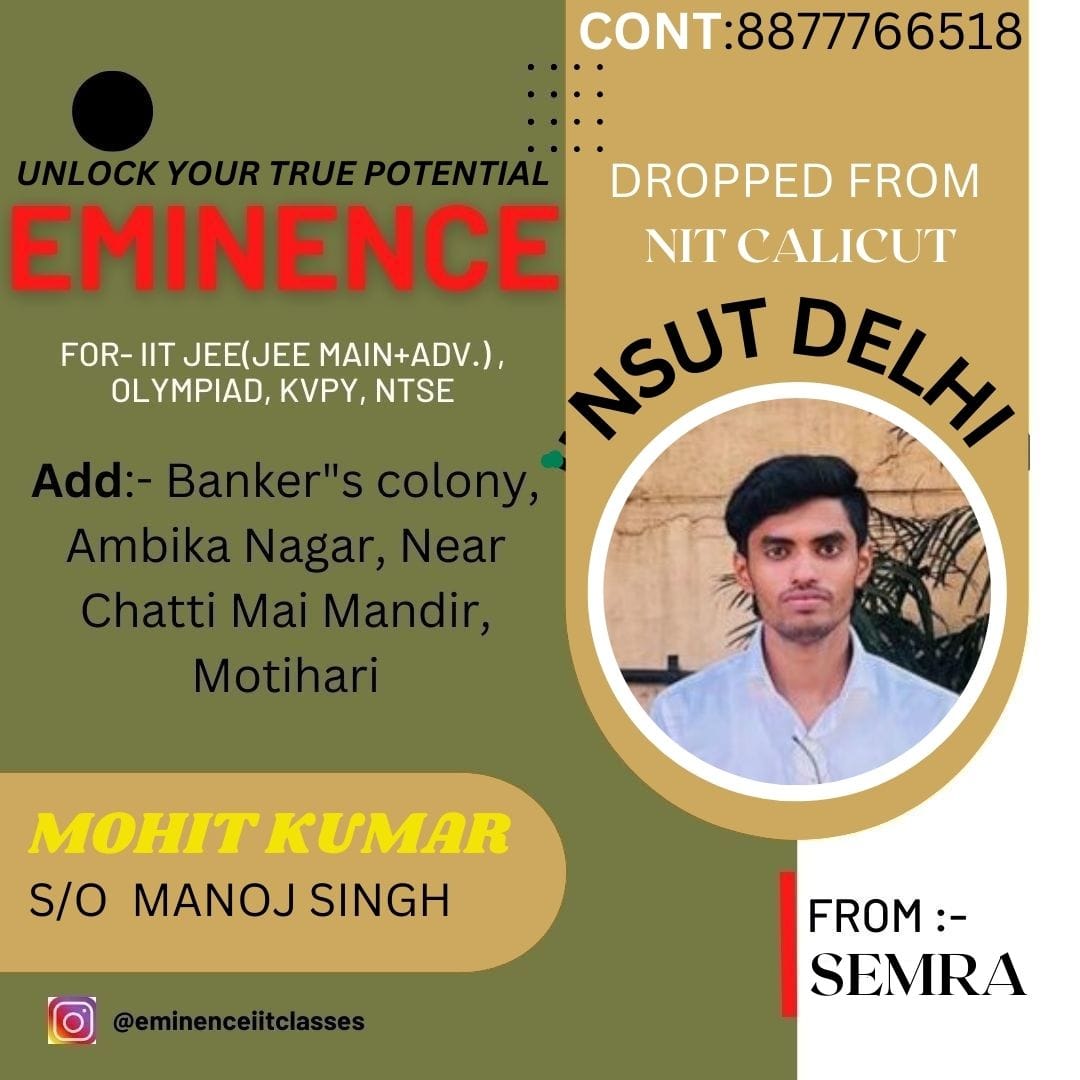 CONT:8877766518
UNLOCK YOUR TRUE POTENTIAL
EMINENCE
FOR- IIT JEE(JEE MAIN+ADV.) ,
OLYMPIAD, KVPY, NTSE
Add:- Banker"s colony,
Ambika Nagar, Near
Chatti Mai Mandir,
Motihari
DROPPED FROM
NIT CALICUT
NSUT DELHI
MOHIT KUMAR
S/O MANOJ SINGH
FROM :-
SEMRA
@eminenceiitclasses